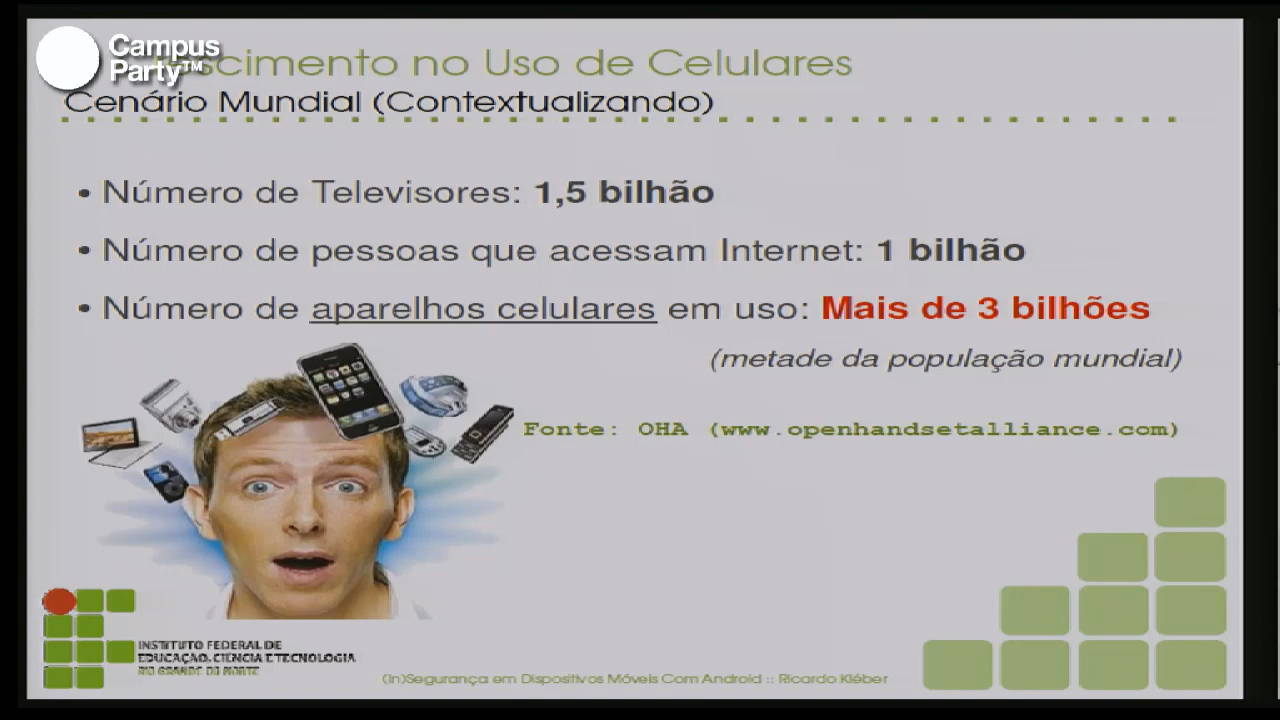 Campus
Party™
scimento no Uso de Celulares
Cenário Mundial (Contextualizando)
• Número de Televisores: 1,5 bilhão
• Número de pessoas que acessam Internet: 1 bilhão
• Número de aparelhos celulares em uso: Mais de 3 bilhões
(metade da população mundial)
Fonte: OHA (www.openhandsetalliance.com)
INSTITUTO FEDERAL DE
EDUCAÇÃO, CIÊNCIA E TECNOLOGIA
RIO GRANDE DO NORTE
(In)Segurança em Dispositivos Móveis Com Android :: Ricardo Kléber